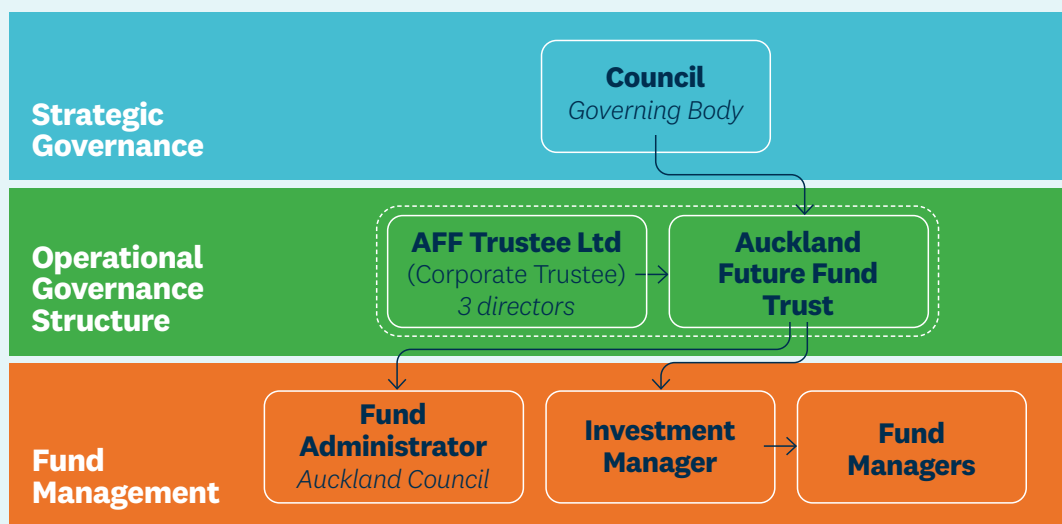 Strategic
Governance
Council
Governing Body
Operational
Governance
Structure
AFF Trustee Ltd
(Corporate Trustee)
3 directors
Auckland
Future Fund
Trust
Fund
Management
Fund
Administrator
Auckland Council
Investment
Manager
Fund
Managers